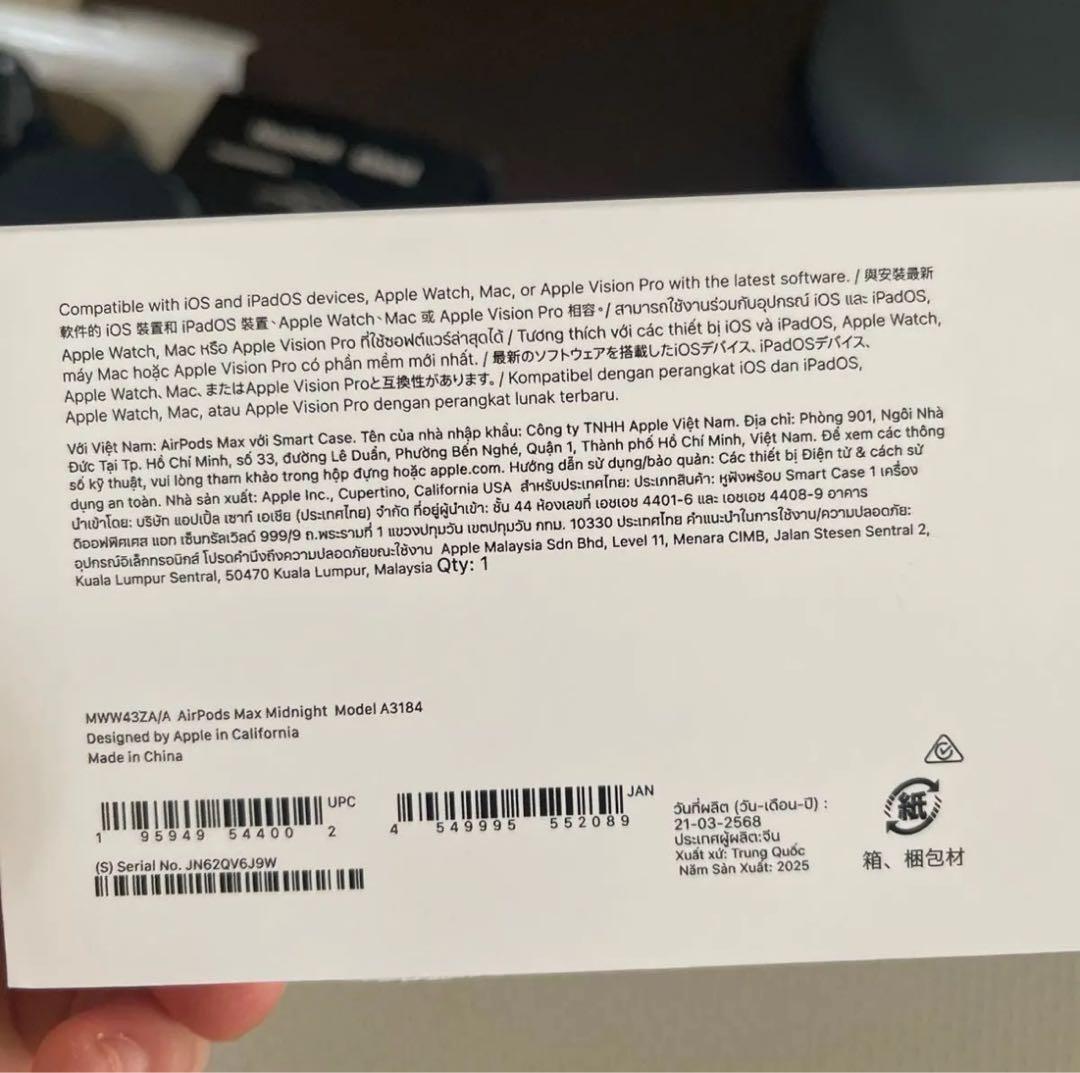 Compatible with iOS and iPadOS devices, Apple Watch, Mac, or Apple Vision Pro with the latest software. / 與安裝最新
軟件的 iOS 裝置和 iPadOS 裝置、Apple Watch、Mac 或 Apple Vision Pro 相容。/ สามารถใช้งานร่วมกับอุปกรณ์ iOS และ iPadOS,
Apple Watch, Mac หรือ Apple Vision Pro ที่ใช้ซอฟต์แวร์ล่าสุดได้ / Tương thích với các thiết bị iOS và iPadOS, Apple Watch,
máy Mac hoặc Apple Vision Pro có phần mềm mới nhất. / 最新のソフトウェアを搭載したiOSデバイス、iPadOSデバイス、
Apple Watch、Mac、またはApple Vision Proと互換性があります。/ Kompatibel dengan perangkat iOS dan iPadOS,
Apple Watch, Mac, atau Apple Vision Pro dengan perangkat lunak terbaru.
Với Việt Nam: AirPods Max với Smart Case. Tên của nhà nhập khẩu: Công ty TNHH Apple Việt Nam. Địa chỉ: Phòng 901, Ngôi Nhà
Đức Tại Tp. Hồ Chí Minh, số 33, đường Lê Duẩn, Phường Bến Nghé, Quận 1, Thành phố Hồ Chí Minh, Việt Nam. Để xem các thông
số kỹ thuật, vui lòng tham khảo trong hộp đựng hoặc apple.com. Hướng dẫn sử dụng/bảo quản: Các thiết bị Điện tử & cách sử
dụng an toàn. Nhà sản xuất: Apple Inc., Cupertino, California USA สำหรับประเทศไทย: ประเภทสินค้า: หูฟังพร้อม Smart Case 1 เครื่อง
นำเข้าโดย: บริษัท แอปเปิ้ล เซาท์ เอเชีย (ประเทศไทย) จำกัด ที่อยู่ผู้นำเข้า: ชั้น 44 ห้องเลขที่ เอชเอช 4401-6 และ เอชเอช 4408-9 อาคาร
ดิออฟฟิศเศส แอท เซ็นทรัลเวิลด์ 999/9 ถ.พระรามที่ 1 แขวงปทุมวัน เขตปทุมวัน กทม. 10330 ประเทศไทย คำแนะนำในการใช้งาน/ความปลอดภัย:
อุปกรณ์อิเล็กทรอนิกส์ โปรดคำนึงถึงความปลอดภัยขณะใช้งาน Apple Malaysia Sdn Bhd, Level 11, Menara CIMB, Jalan Stesen Sentral 2,
Kuala Lumpur Sentral, 50470 Kuala Lumpur, Malaysia Qty: 1
MWW43ZA/A AirPods Max Midnight Model A3184
Designed by Apple in California
Made in China
UPC
1 95949 54400 2
JAN
4 549995 552089
(S) Serial No. JN62QV6J9W
วันที่ผลิต (วัน-เดือน-ปี) :
21-03-2568
ประเทศผู้ผลิต:จีน
Xuất xứ: Trung Quốc
Năm Sản Xuất: 2025
紙
箱、梱包材